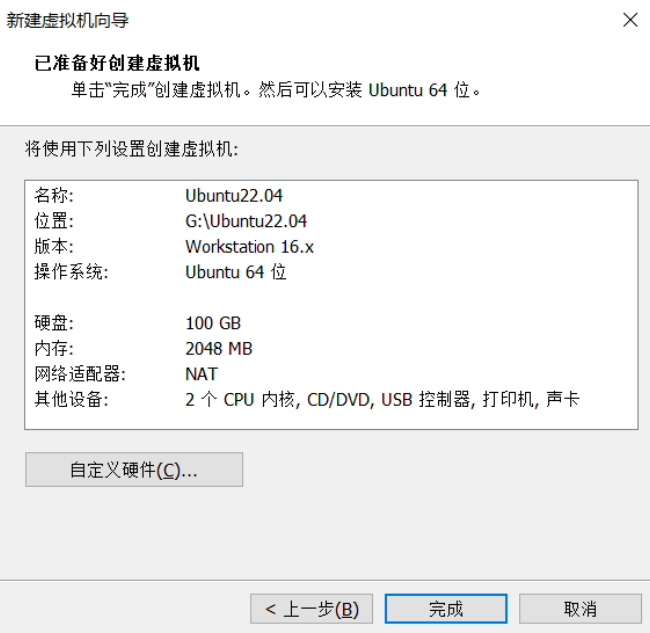 新建虚拟机向导
已准备好创建虚拟机
单击“完成”创建虚拟机。然后可以安装 Ubuntu 64 位。
将使用下列设置创建虚拟机:
名称: Ubuntu22.04
位置: G:\Ubuntu22.04
版本: Workstation 16.x
操作系统: Ubuntu 64 位
硬盘: 100 GB
内存: 2048 MB
网络适配器: NAT
其他设备: 2 个 CPU 内核, CD/DVD, USB 控制器, 打印机, 声卡
自定义硬件(C)...
< 上一步(B) 完成 取消